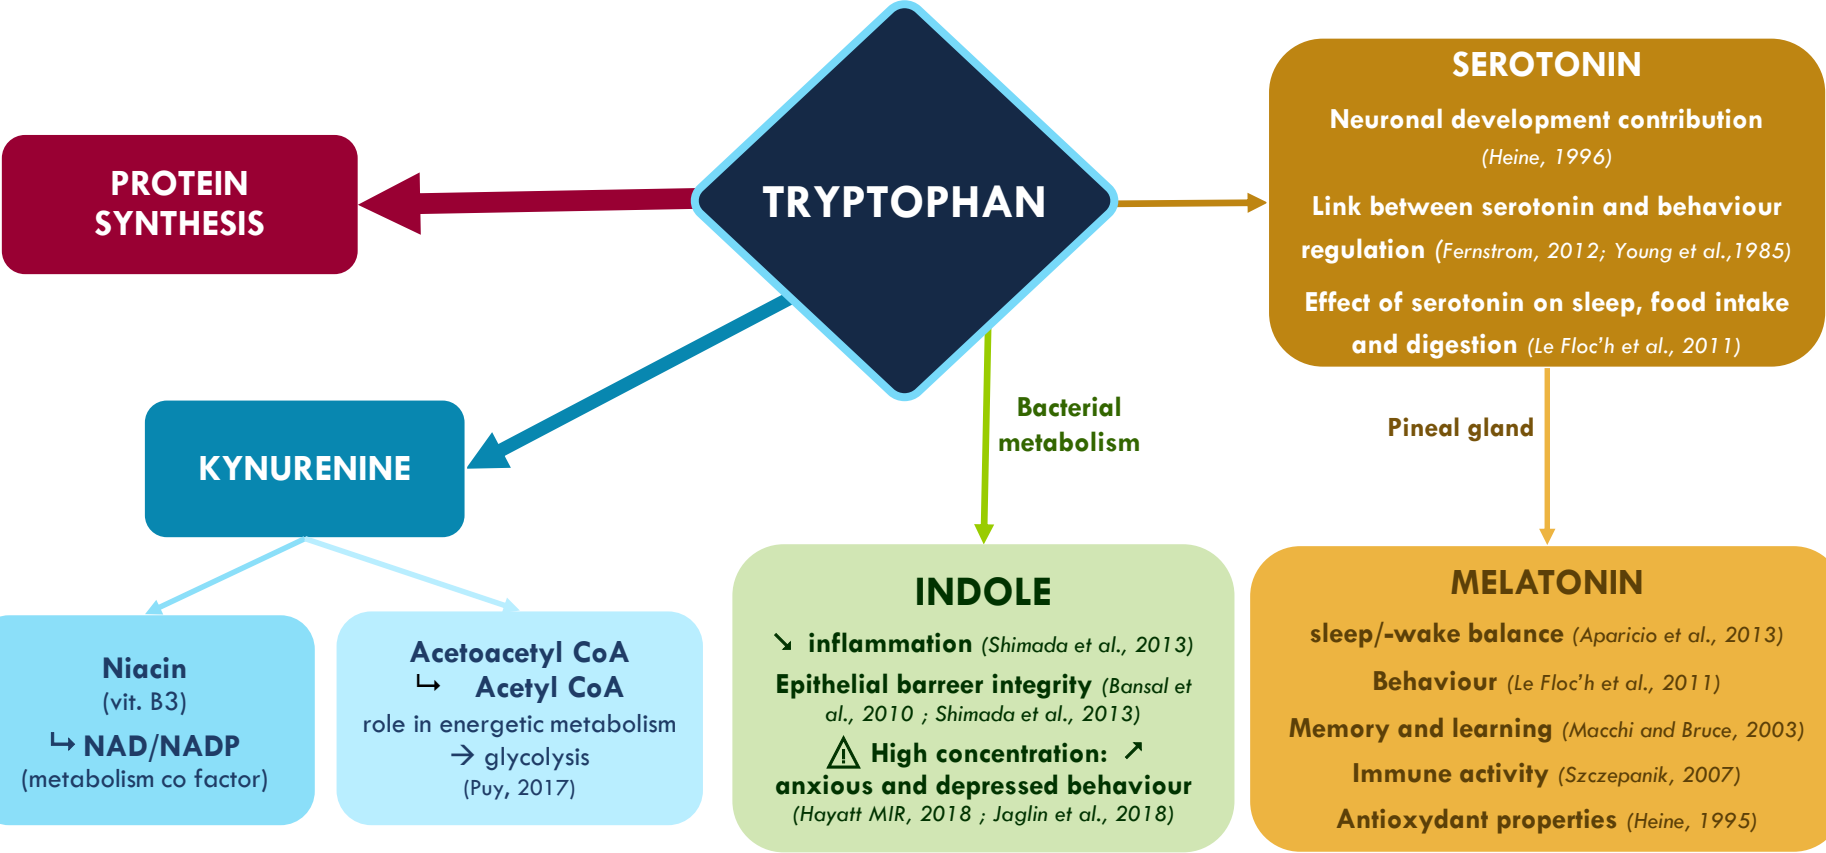 TRYPTOPHAN
PROTEIN
SYNTHESIS
KYNURENINE
Niacin
(vit. B3)
↳ NAD/NADP
(metabolism co factor)
Acetoacetyl CoA
↳ Acetyl CoA
role in energetic metabolism
→ glycolysis
(Puy, 2017)
Bacterial
metabolism
INDOLE
↘ inflammation (Shimada et al., 2013)
Epithelial barreer integrity (Bansal et
al., 2010 ; Shimada et al., 2013)
⚠ High concentration: ↗
anxious and depressed behaviour
(Hayatt MIR, 2018 ; Jaglin et al., 2018)
SEROTONIN
Neuronal development contribution
(Heine, 1996)
Link between serotonin and behaviour
regulation (Fernstrom, 2012; Young et al.,1985)
Effect of serotonin on sleep, food intake
and digestion (Le Floc'h et al., 2011)
Pineal gland
MELATONIN
sleep/-wake balance (Aparicio et al., 2013)
Behaviour (Le Floc'h et al., 2011)
Memory and learning (Macchi and Bruce, 2003)
Immune activity (Szczepanik, 2007)
Antioxydant properties (Heine, 1995)